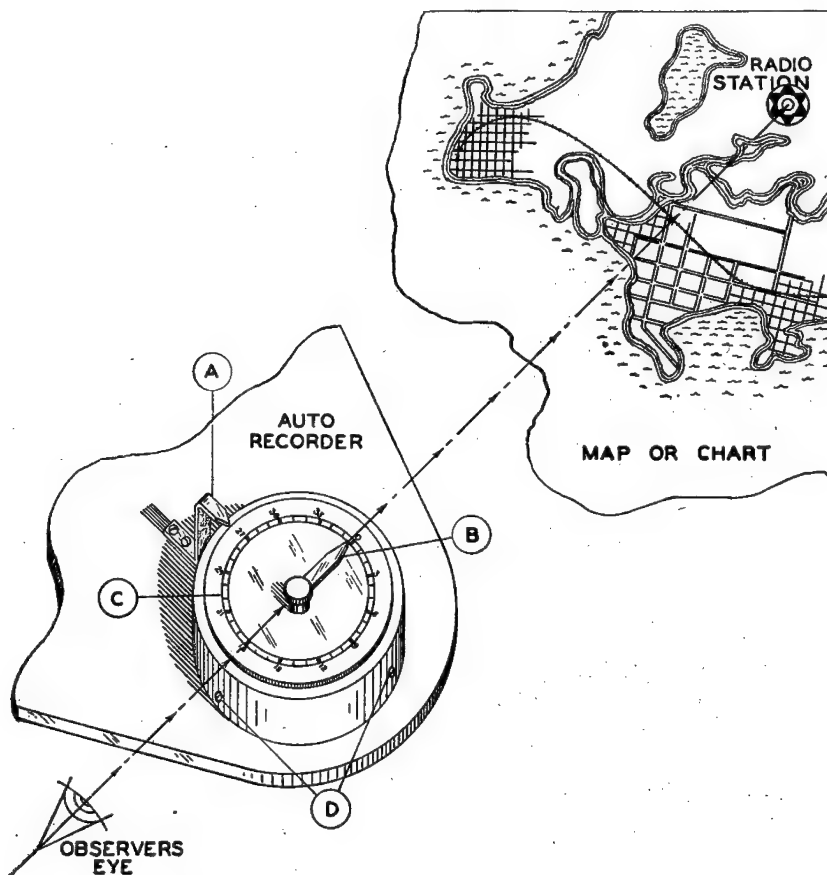 RADIO
STATION
A
AUTO
RECORDER
MAP OR CHART
B
C
D
OBSERVERS
EYE